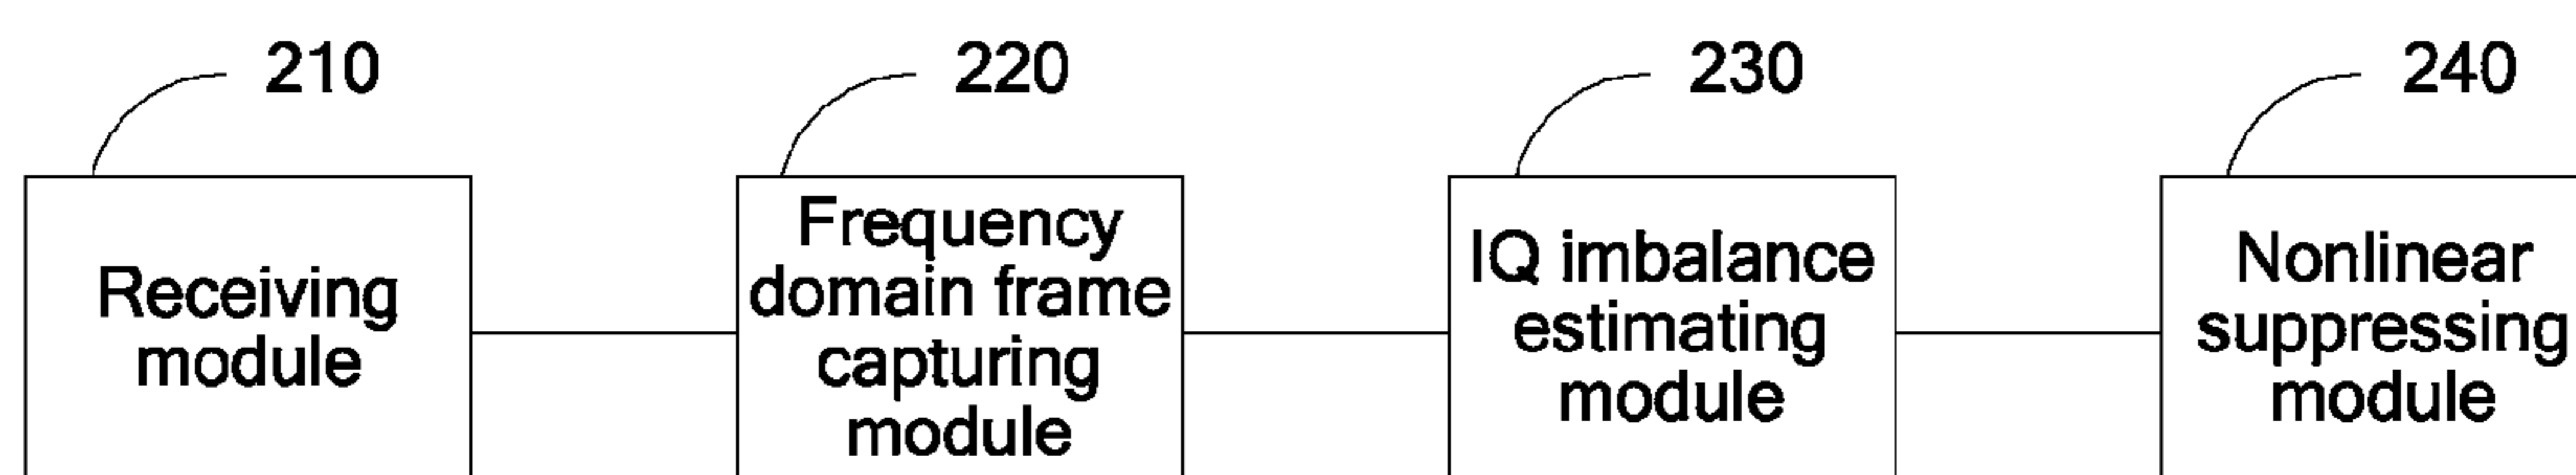 210
220
230
240
Receiving
module
Frequency
domain frame
capturing
module
IQ imbalance
estimating
module
Nonlinear
suppressing
module